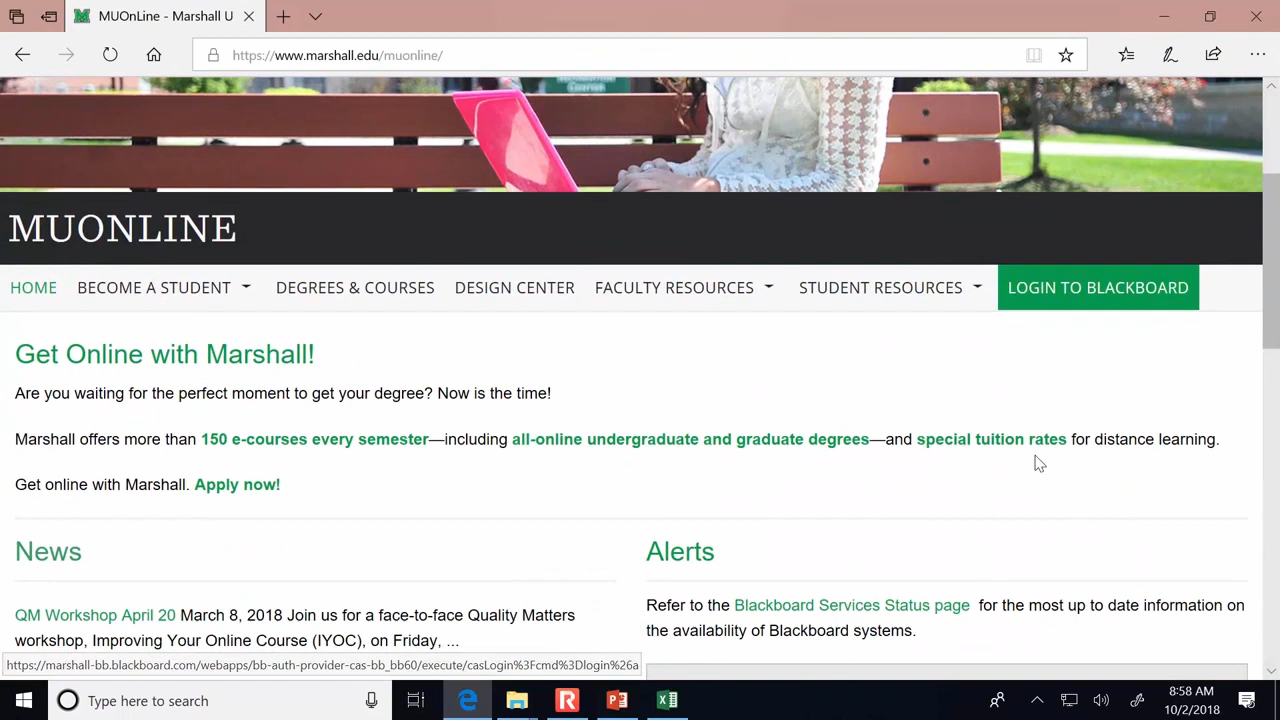 MUOnLine - Marshall U
https://www.marshall.edu/muonline/
MUONLINE
HOME BECOME A STUDENT DEGREES & COURSES DESIGN CENTER FACULTY RESOURCES STUDENT RESOURCES LOGIN TO BLACKBOARD
Get Online with Marshall!
Are you waiting for the perfect moment to get your degree? Now is the time!
Marshall offers more than 150 e-courses every semester—including all-online undergraduate and graduate degrees—and special tuition rates for distance learning.
Get online with Marshall. Apply now!
News
QM Workshop April 20 March 8, 2018 Join us for a face-to-face Quality Matters
workshop, Improving Your Online Course (IYOC), on Friday, ...
Alerts
Refer to the Blackboard Services Status page for the most up to date information on
the availability of Blackboard systems.
https://marshall-bb.blackboard.com/webapps/bb-auth-provider-cas-bb_bb60/execute/casLogin%3Fcmd%3Dlogin%26a
Type here to search
8:58 AM
10/2/2018